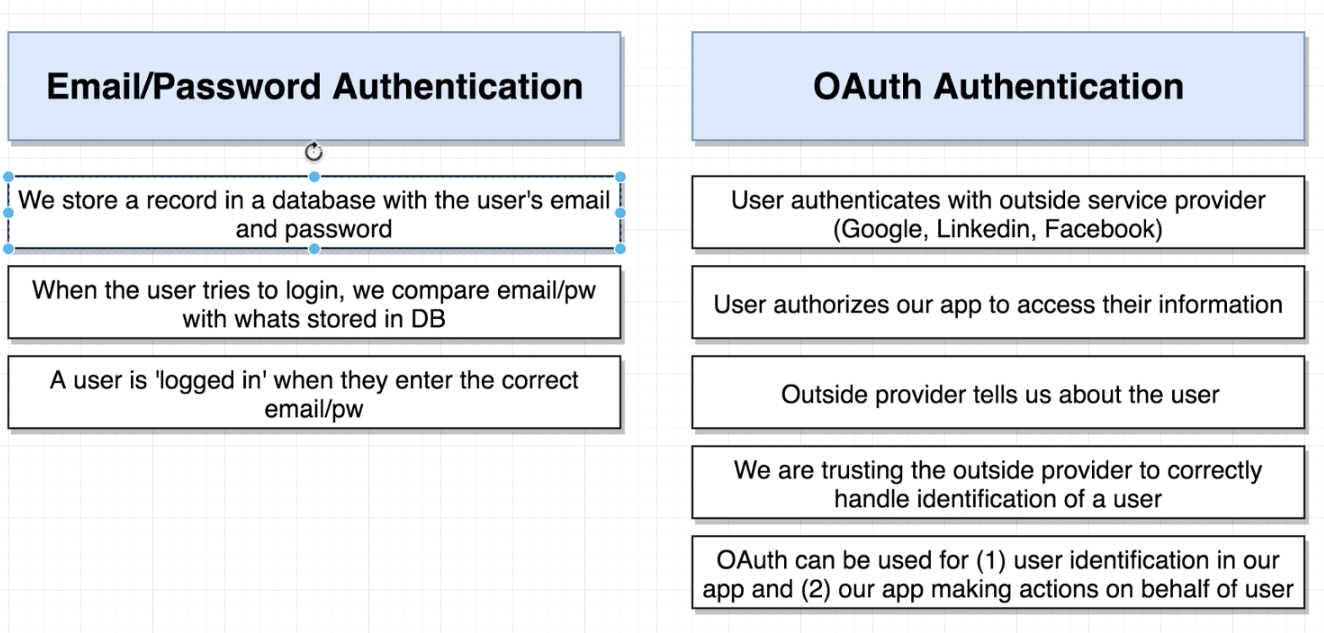 Email/Password Authentication
We store a record in a database with the user's email
and password
When the user tries to login, we compare email/pw
with whats stored in DB
A user is 'logged in' when they enter the correct
email/pw
OAuth Authentication
User authenticates with outside service provider
(Google, Linkedin, Facebook)
User authorizes our app to access their information
Outside provider tells us about the user
We are trusting the outside provider to correctly
handle identification of a user
OAuth can be used for (1) user identification in our
app and (2) our app making actions on behalf of user